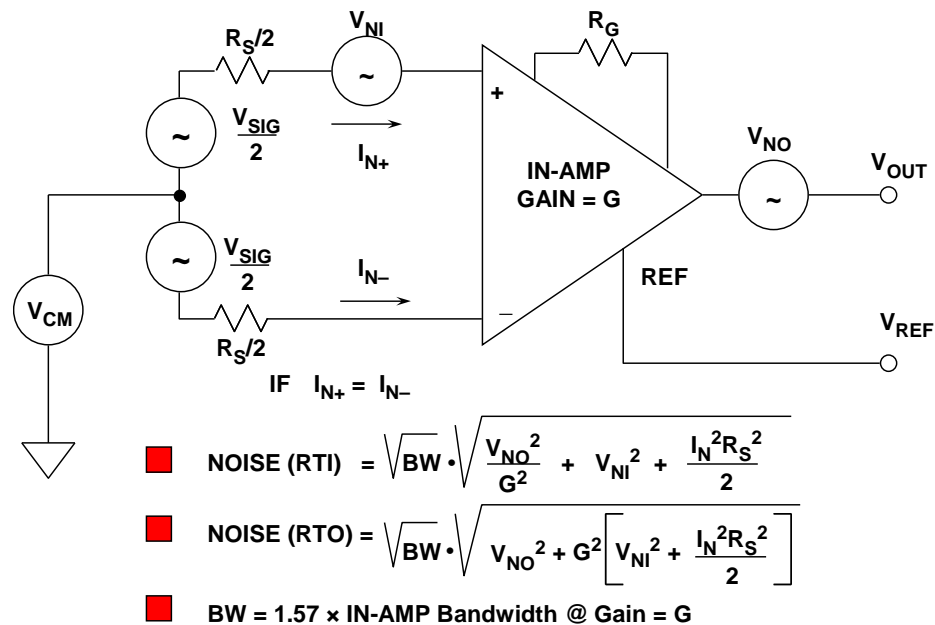 V_NI
R_G
R_S/2
~
+
V_SIG
2
~
I_N+
IN-AMP
GAIN = G
V_NO
V_OUT
~
V_SIG
2
~
I_N–
REF
V_CM
–
V_REF
R_S/2
IF I_N+ = I_N–
NOISE (RTI) = √BW • √(V_NO²/G² + V_NI² + I_N²R_S²/2)
NOISE (RTO) = √BW • √(V_NO² + G²[V_NI² + I_N²R_S²/2])
BW = 1.57 × IN-AMP Bandwidth @ Gain = G